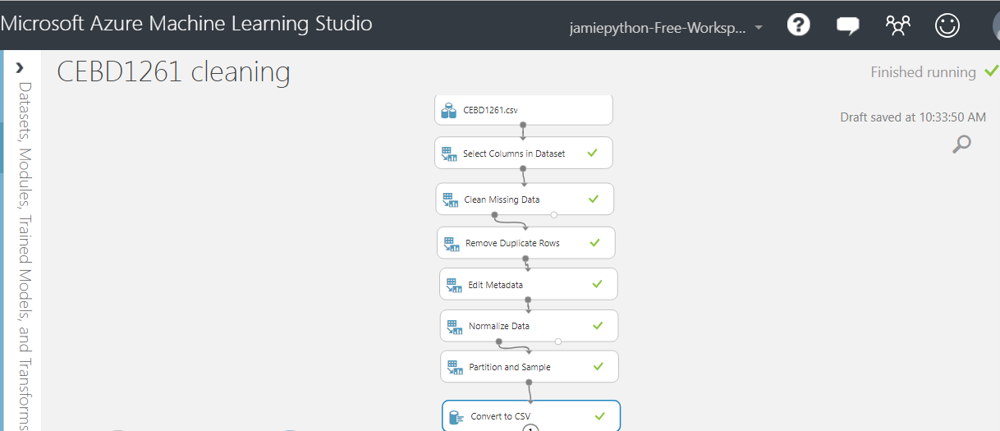 Microsoft Azure Machine Learning Studio
jamiepython-Free-Worksp...
?
CEBD1261 cleaning
Finished running
Draft saved at 10:33:50 AM
Datasets, Modules, Trained Models, and Transforms
CEBD1261.csv
Select Columns in Dataset
Clean Missing Data
Remove Duplicate Rows
Edit Metadata
Normalize Data
Partition and Sample
Convert to CSV
1